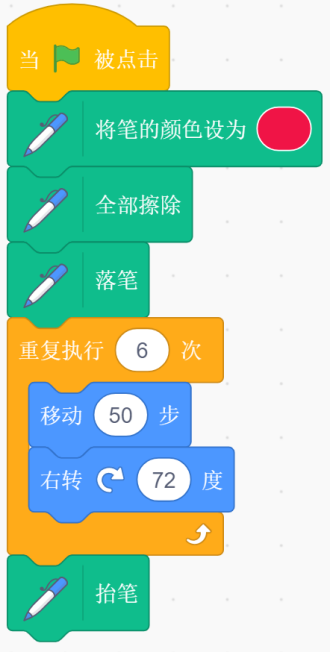 当 被点击
将笔的颜色设为
全部擦除
落笔
重复执行 6 次
移动 50 步
右转 72 度
抬笔